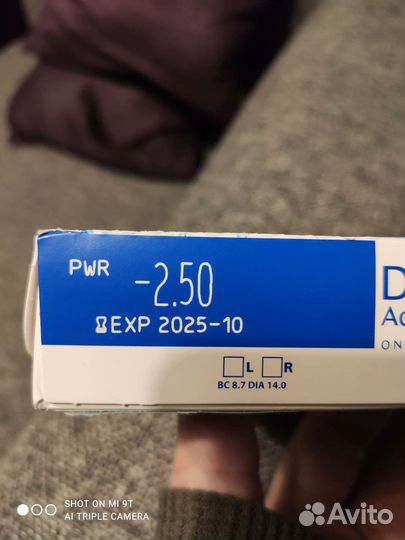 PWR -2.50
EXP 2025-10
D
Ac
ON
L R
BC 8.7 DIA 14.0
SHOT ON MI 9T
AI TRIPLE CAMERA
Avito